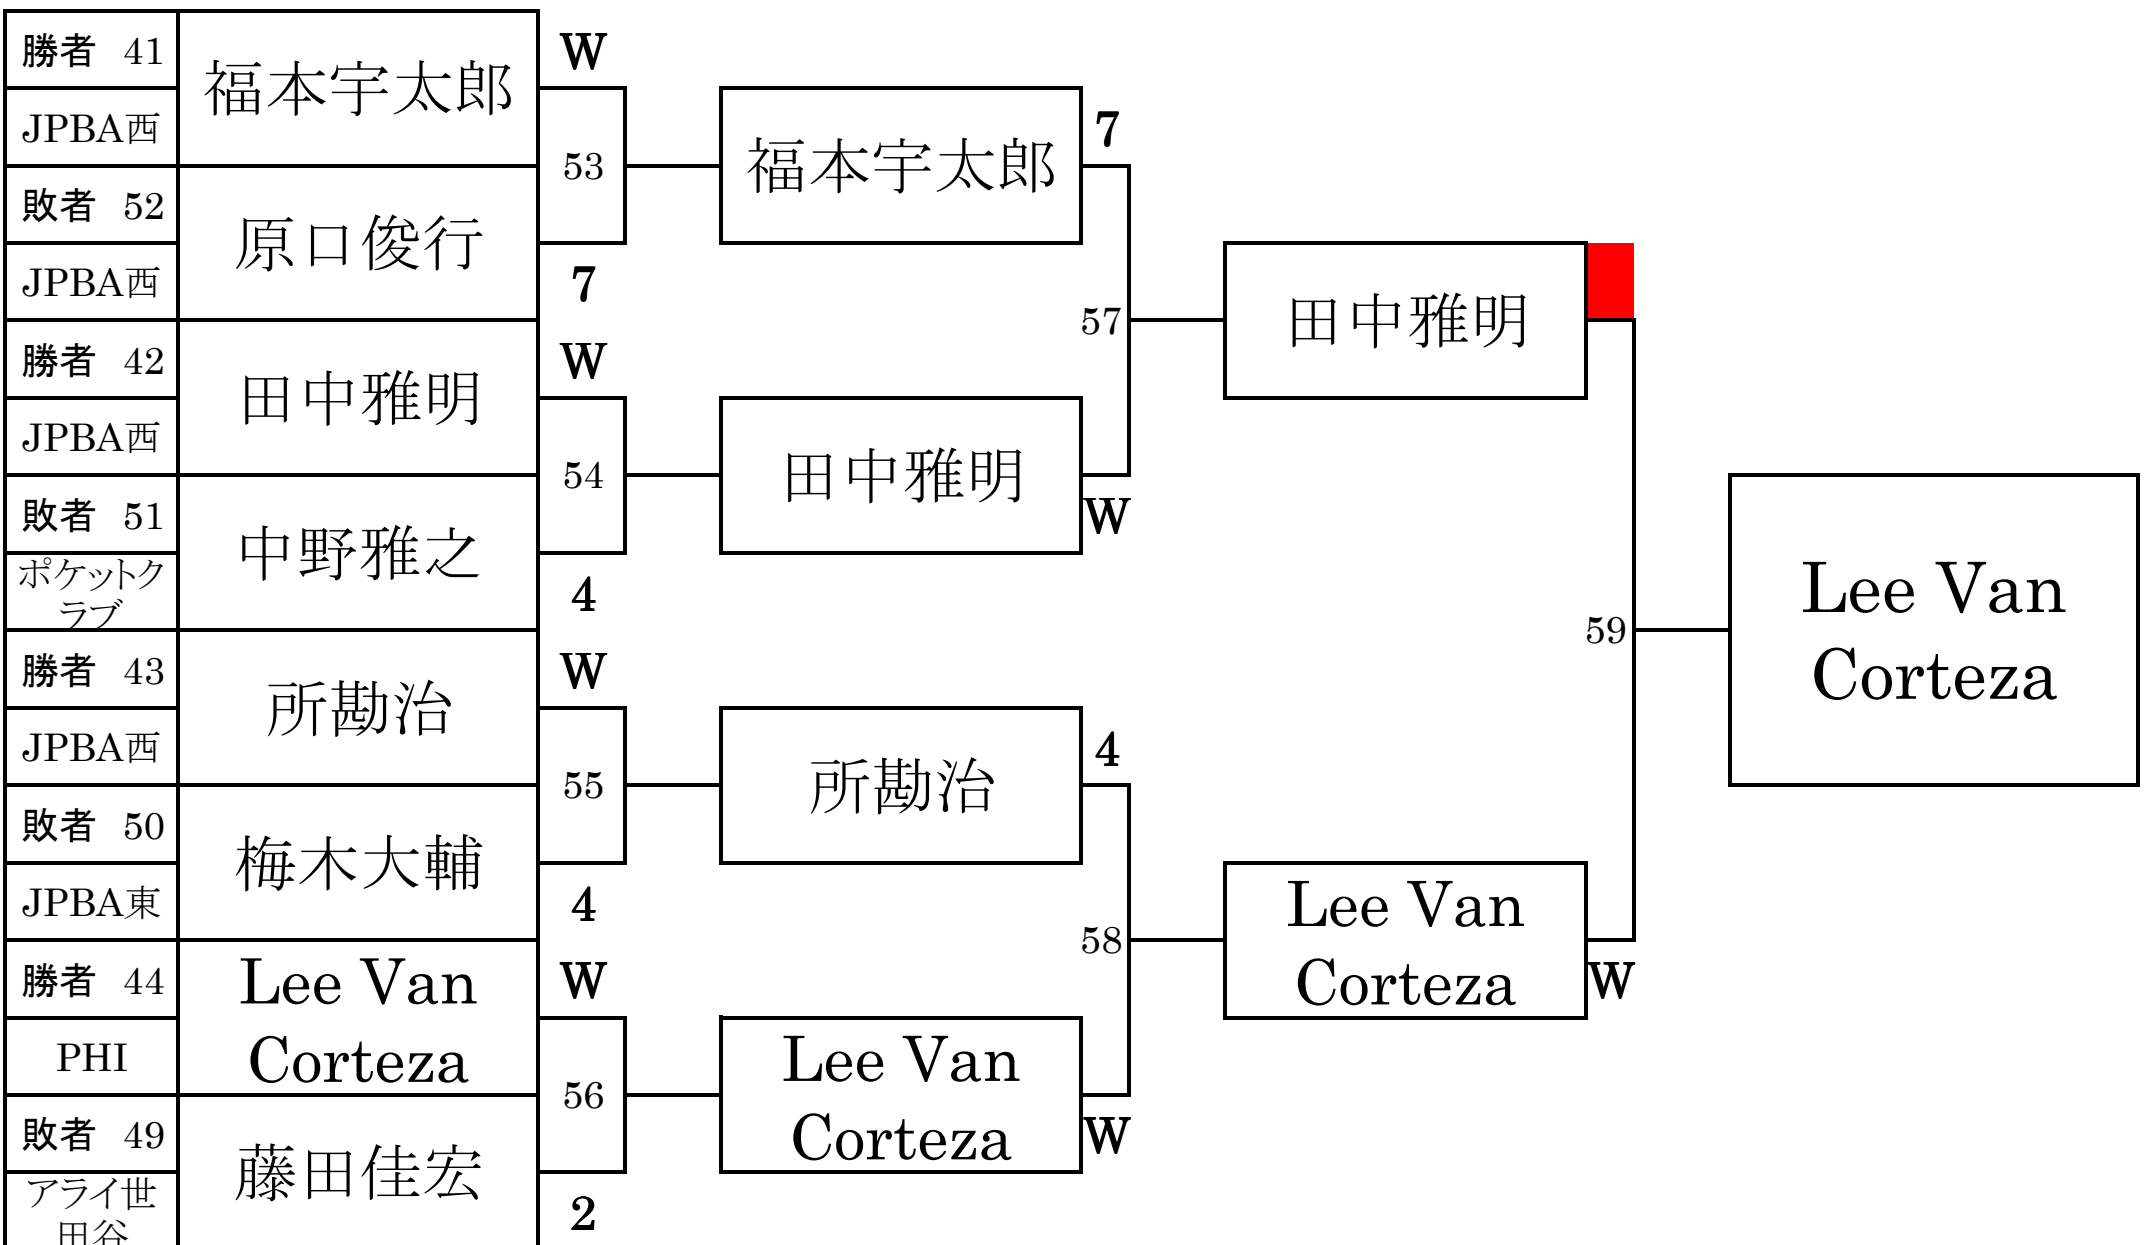 勝者 41
福本宇太郎
W
JPBA西
53
福本宇太郎
7
敗者 52
原口俊行
JPBA西
7
57
田中雅明
勝者 42
田中雅明
W
JPBA西
54
田中雅明
W
敗者 51
中野雅之
ポケットク
ラブ
4
59
Lee Van
Corteza
勝者 43
所勘治
W
JPBA西
55
所勘治
4
敗者 50
梅木大輔
JPBA東
4
58
Lee Van
Corteza
W
勝者 44
Lee Van
Corteza
W
PHI
56
Lee Van
Corteza
W
敗者 49
藤田佳宏
アライ世
田谷
2